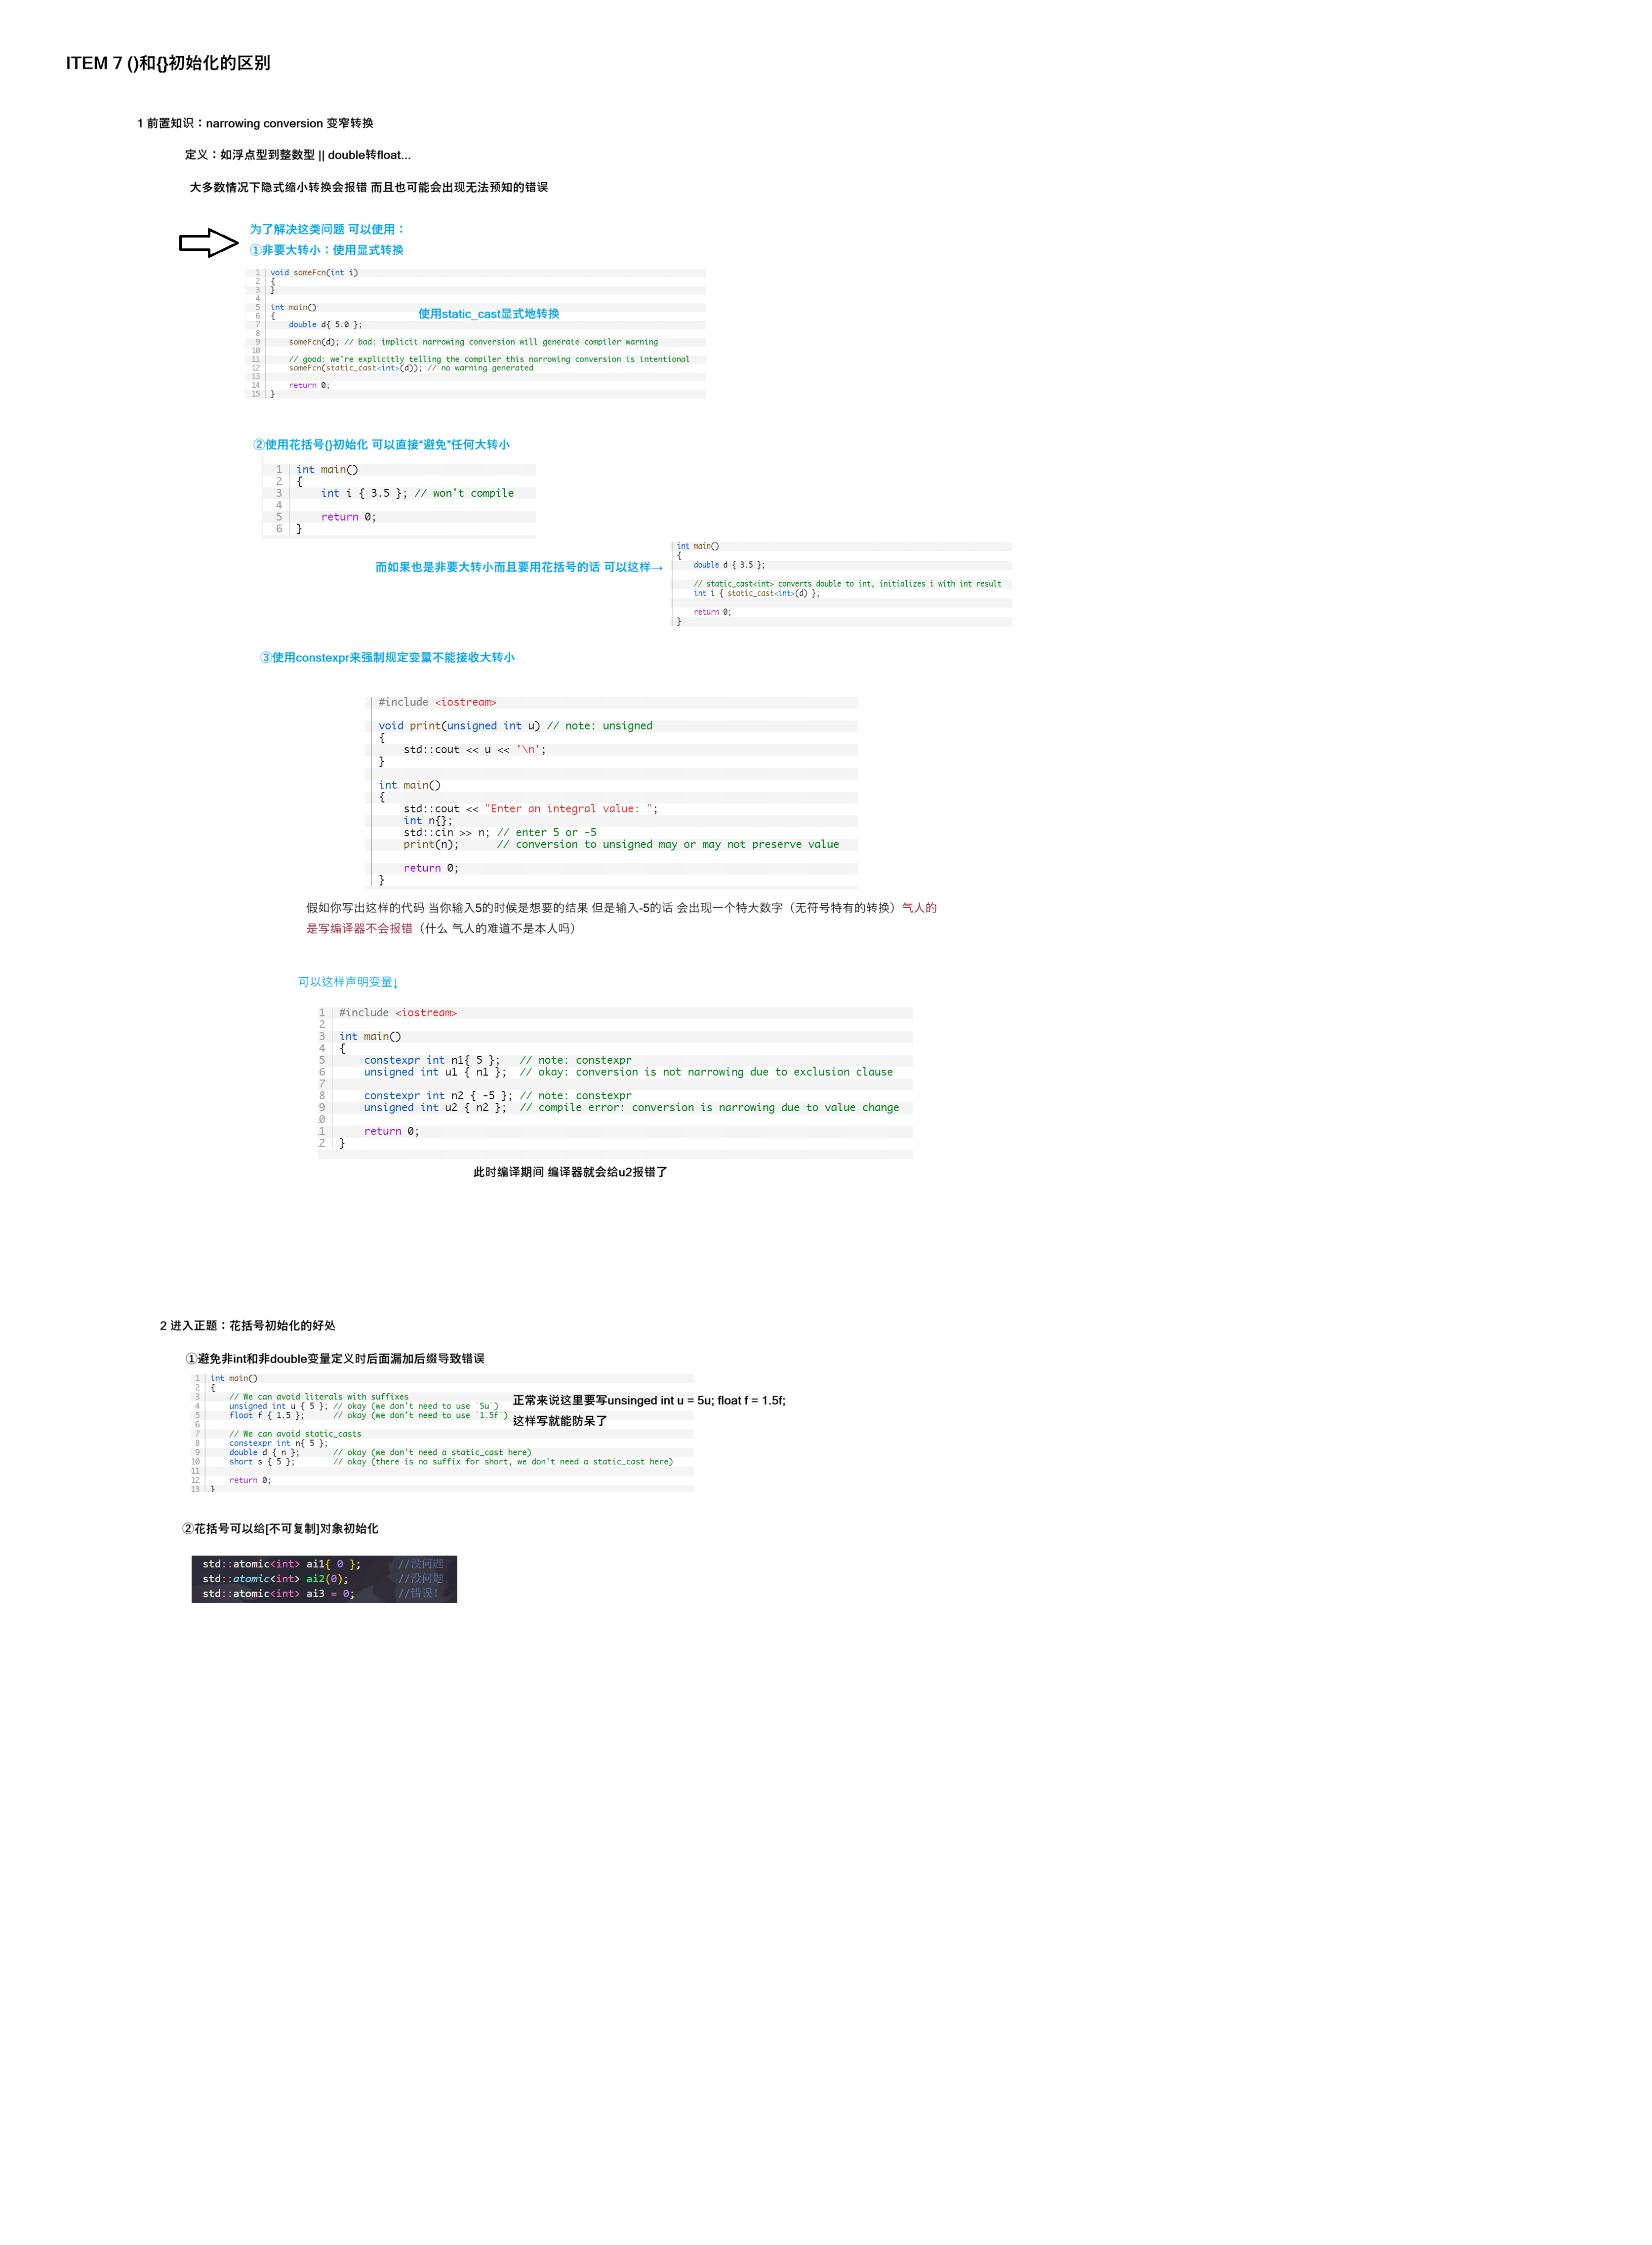 ITEM 7 ()和{}初始化的区别
1 前置知识：narrowing conversion 变窄转换
定义：如浮点型到整数型 || double转float...
大多数情况下隐式缩小转换会报错 而且也可能会出现无法预知的错误
为了解决这类问题 可以使用：
①非要大转小：使用显式转换
1 void someFcn(int i)
2 {
3 }
4
5 int main()
6 {
使用static_cast显式地转换
7 double d{ 5.0 };
8
9 someFcn(d); // bad: implicit narrowing conversion will generate compiler warning
10
11 // good: we're explicitly telling the compiler this narrowing conversion is intentional
12 someFcn(static_cast<int>(d)); // no warning generated
13
14 return 0;
15 }
②使用花括号{}初始化 可以直接“避免”任何大转小
1 int main()
2 {
3 int i { 3.5 }; // won't compile
4
5 return 0;
6 }
而如果也是非要大转小而且要用花括号的话 可以这样→
int main()
{
double d { 3.5 };
// static_cast<int> converts double to int, initializes i with int result
int i { static_cast<int>(d) };
return 0;
}
③使用constexpr来强制规定变量不能接收大转小
#include <iostream>
void print(unsigned int u) // note: unsigned
{
std::cout << u << '\n';
}
int main()
{
std::cout << "Enter an integral value: ";
int n{};
std::cin >> n; // enter 5 or -5
print(n); // conversion to unsigned may or may not preserve value
return 0;
}
假如你写出这样的代码 当你输入5的时候是想要的结果 但是输入-5的话 会出现一个特大数字（无符号特有的转换）气人的
是写编译器不会报错（什么 气人的难道不是本人吗）
可以这样声明变量↓
1 #include <iostream>
2
3 int main()
4 {
5 constexpr int n1{ 5 }; // note: constexpr
6 unsigned int u1 { n1 }; // okay: conversion is not narrowing due to exclusion clause
7
8 constexpr int n2 { -5 }; // note: constexpr
9 unsigned int u2 { n2 }; // compile error: conversion is narrowing due to value change
0
1 return 0;
2 }
此时编译期间 编译器就会给u2报错了
2 进入正题：花括号初始化的好处
①避免非int和非double变量定义时后面漏加后缀导致错误
1 int main()
2 {
3 // We can avoid literals with suffixes
4 unsigned int u { 5 }; // okay (we don't need to use `5u`)
5 float f { 1.5 }; // okay (we don't need to use `1.5f`)
6
7 // We can avoid static_casts
8 constexpr int n{ 5 };
9 double d { n }; // okay (we don't need a static_cast here)
10 short s { 5 }; // okay (there is no suffix for short, we don't need a static_cast here)
11
12 return 0;
13 }
正常来说这里要写unsinged int u = 5u; float f = 1.5f;
这样写就能防呆了
②花括号可以给[不可复制]对象初始化
std::atomic<int> ai1{ 0 }; //没问题
std::atomic<int> ai2(0); //没问题
std::atomic<int> ai3 = 0; //错误！